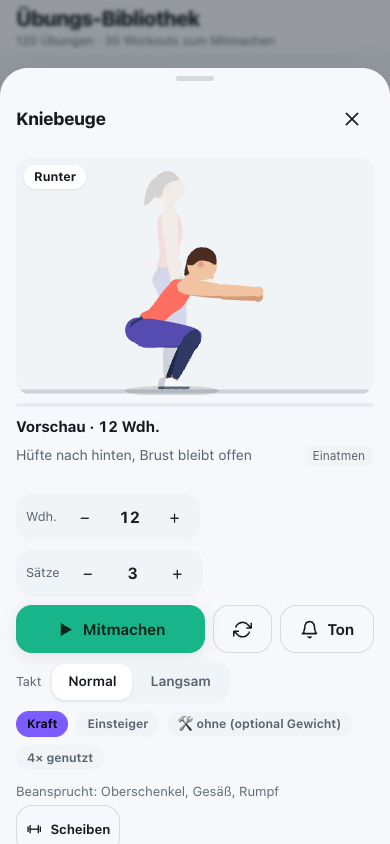 Übungs-Bibliothek
120 Übungen · 30 Workouts zum Mitmachen
Kniebeuge
Runter
Vorschau · 12 Wdh.
Hüfte nach hinten, Brust bleibt offen
Einatmen
Wdh. − 12 +
Sätze − 3 +
Mitmachen
Ton
Takt Normal Langsam
Kraft Einsteiger 🛠 ohne (optional Gewicht)
4× genutzt
Beansprucht: Oberschenkel, Gesäß, Rumpf
Scheiben